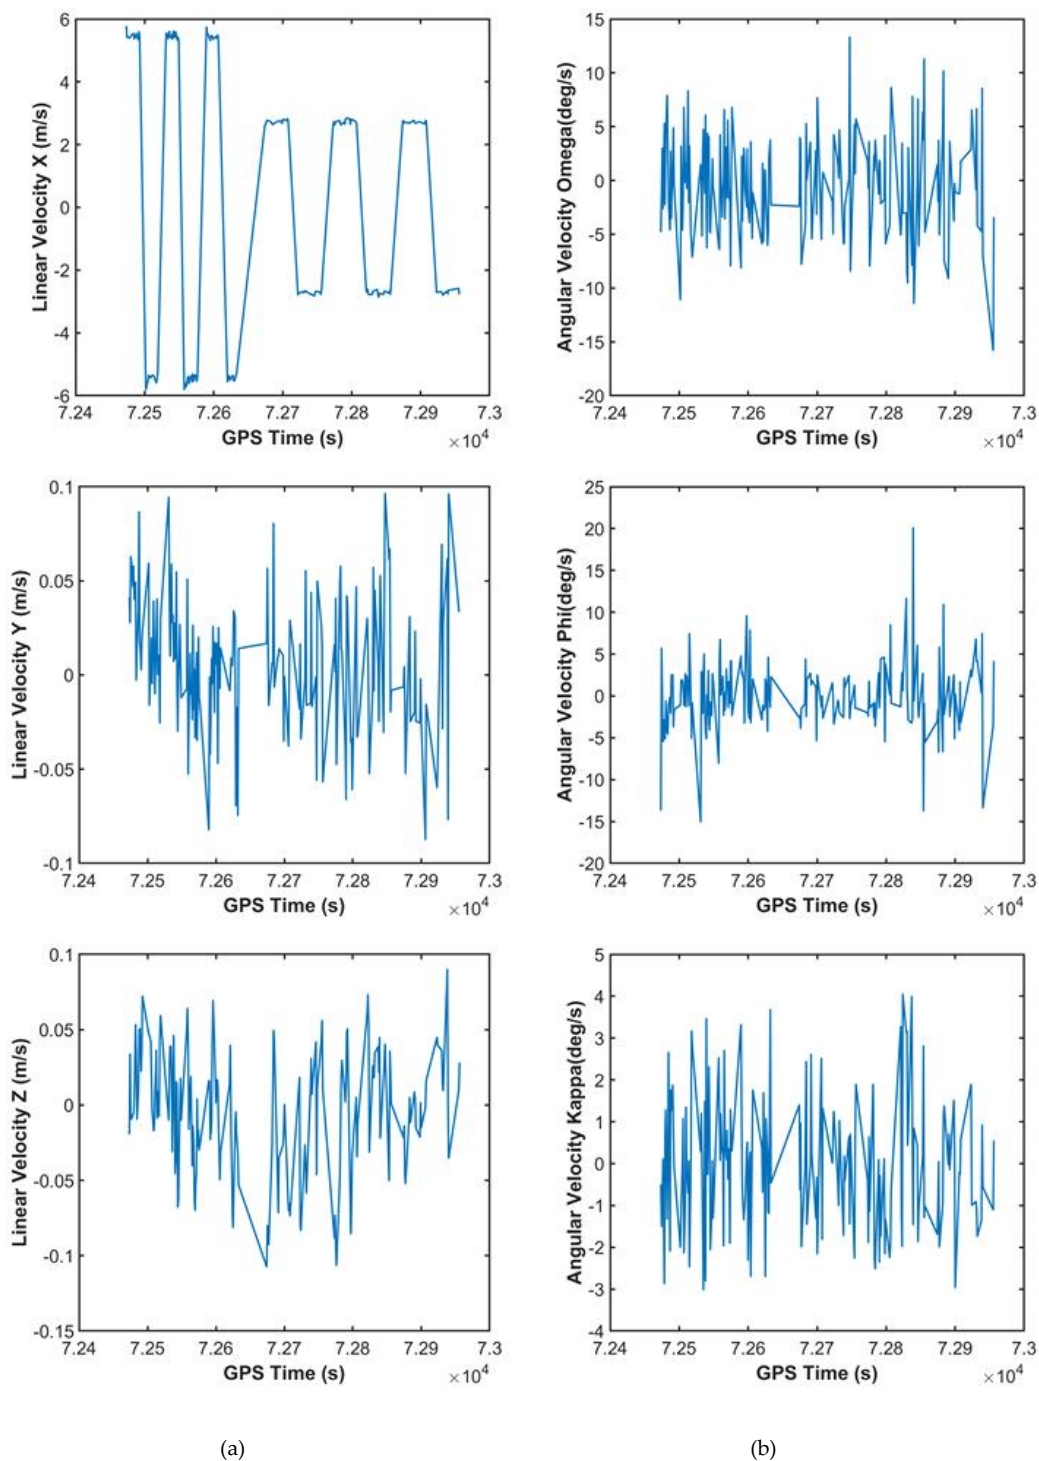 6
4
2
0
-2
-4
-6
Linear Velocity X (m/s)
7.24 7.25 7.26 7.27 7.28 7.29 7.3
GPS Time (s)
×10⁴
15
10
5
0
-5
-10
-15
-20
Angular Velocity Omega(deg/s)
7.24 7.25 7.26 7.27 7.28 7.29 7.3
GPS Time (s)
×10⁴
0.1
0.05
0
-0.05
-0.1
Linear Velocity Y (m/s)
7.24 7.25 7.26 7.27 7.28 7.29 7.3
GPS Time (s)
×10⁴
25
20
15
10
5
0
-5
-10
-15
-20
Angular Velocity Phi(deg/s)
7.24 7.25 7.26 7.27 7.28 7.29 7.3
GPS Time (s)
×10⁴
0.1
0.05
0
-0.05
-0.1
-0.15
Linear Velocity Z (m/s)
7.24 7.25 7.26 7.27 7.28 7.29 7.3
GPS Time (s)
×10⁴
5
4
3
2
1
0
-1
-2
-3
-4
Angular Velocity Kappa(deg/s)
7.24 7.25 7.26 7.27 7.28 7.29 7.3
GPS Time (s)
×10⁴
(a) (b)